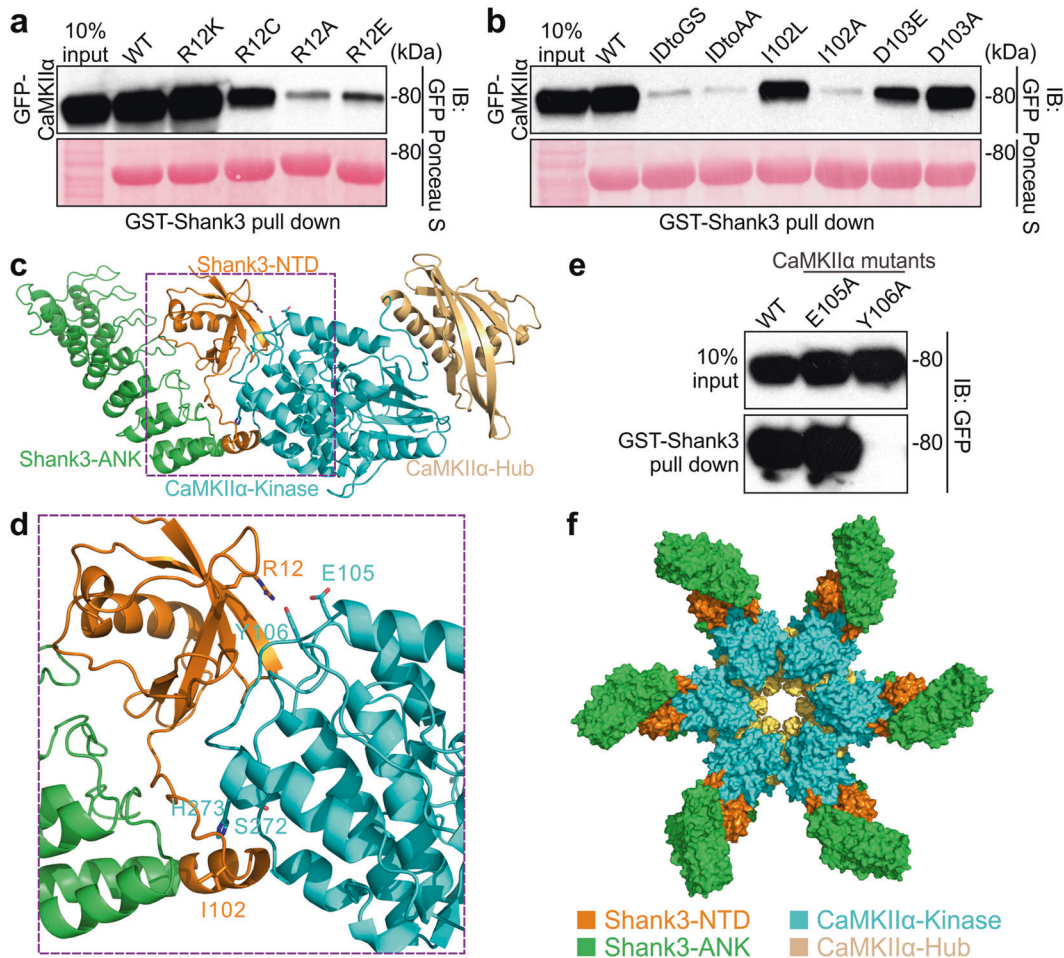 a
10%
input
WT
R12K
R12C
R12A
R12E
(kDa)
GFP-
CaMKIIα
-80
IB:
GFP
-80
Ponceau S
GST-Shank3 pull down
b
10%
input
WT
IDtoGS
IDtoAA
I102L
I102A
D103E
D103A
(kDa)
GFP-
CaMKIIα
-80
IB:
GFP
-80
Ponceau S
GST-Shank3 pull down
c
Shank3-NTD
Shank3-ANK
CaMKIIα-Kinase
CaMKIIα-Hub
e
CaMKIIα mutants
WT
E105A
Y106A
10%
input
-80
GST-Shank3
pull down
-80
IB: GFP
d
R12
E105
Y106
H273
S272
I102
f
Shank3-NTD
CaMKIIα-Kinase
Shank3-ANK
CaMKIIα-Hub